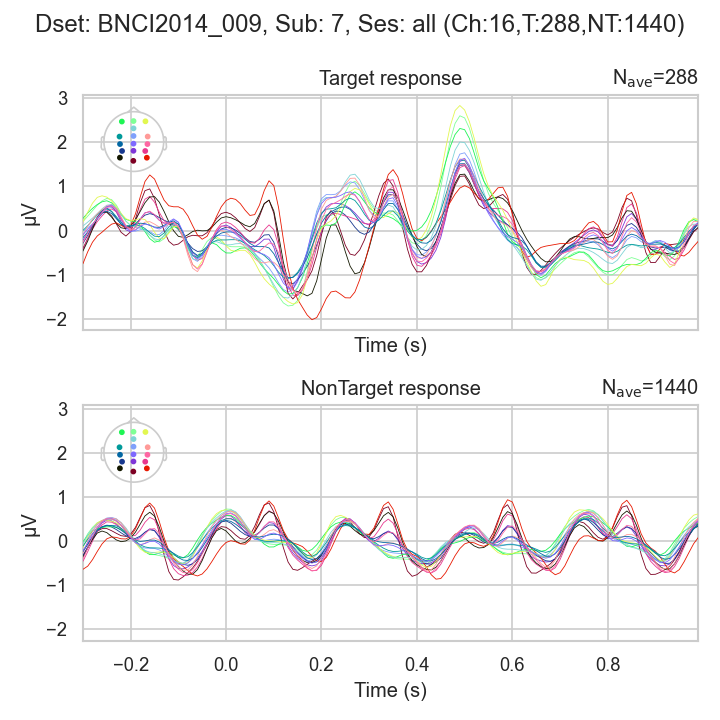 Dset: BNCI2014_009, Sub: 7, Ses: all (Ch:16,T:288,NT:1440)
Target response
N_ave=288
3
2
1
0
−1
−2
µV
Time (s)
NonTarget response
N_ave=1440
3
2
1
0
−1
−2
µV
−0.2 0.0 0.2 0.4 0.6 0.8
Time (s)